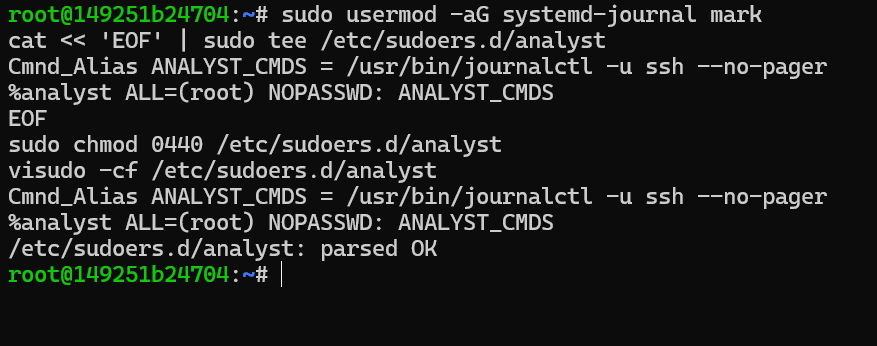 root@149251b24704:~# sudo usermod -aG systemd-journal mark
cat << 'EOF' | sudo tee /etc/sudoers.d/analyst
Cmnd_Alias ANALYST_CMDS = /usr/bin/journalctl -u ssh --no-pager
%analyst ALL=(root) NOPASSWD: ANALYST_CMDS
EOF
sudo chmod 0440 /etc/sudoers.d/analyst
visudo -cf /etc/sudoers.d/analyst
Cmnd_Alias ANALYST_CMDS = /usr/bin/journalctl -u ssh --no-pager
%analyst ALL=(root) NOPASSWD: ANALYST_CMDS
/etc/sudoers.d/analyst: parsed OK
root@149251b24704:~#